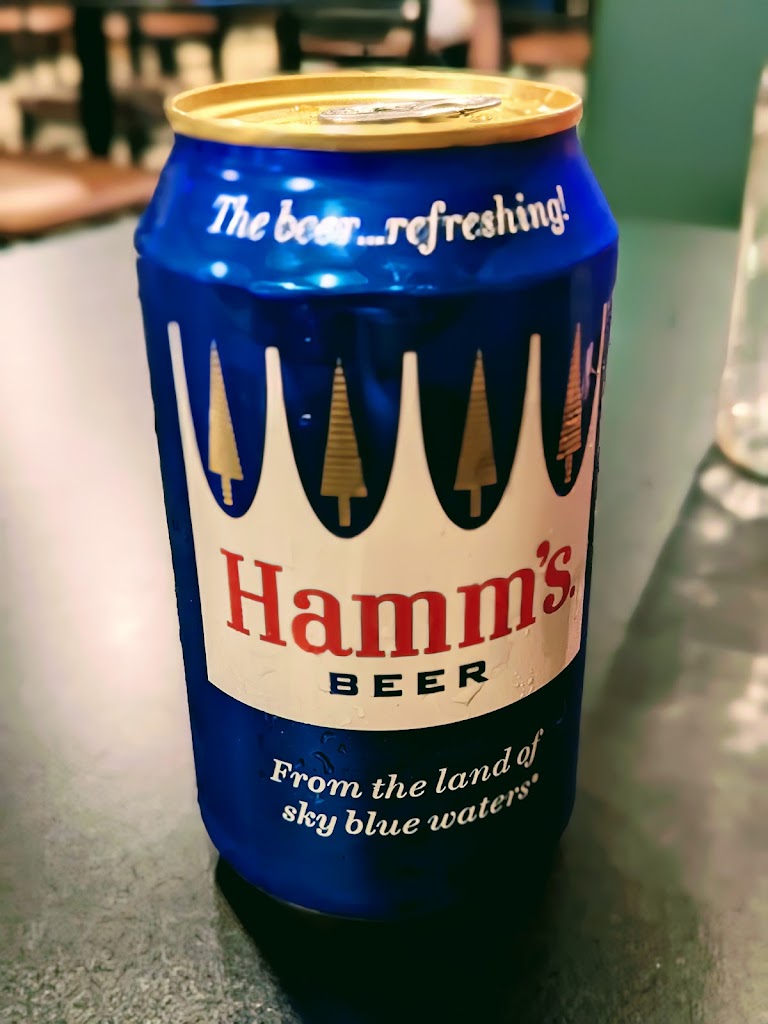 The beer...refreshing!
Hamm's.
BEER
From the land of
sky blue waters®